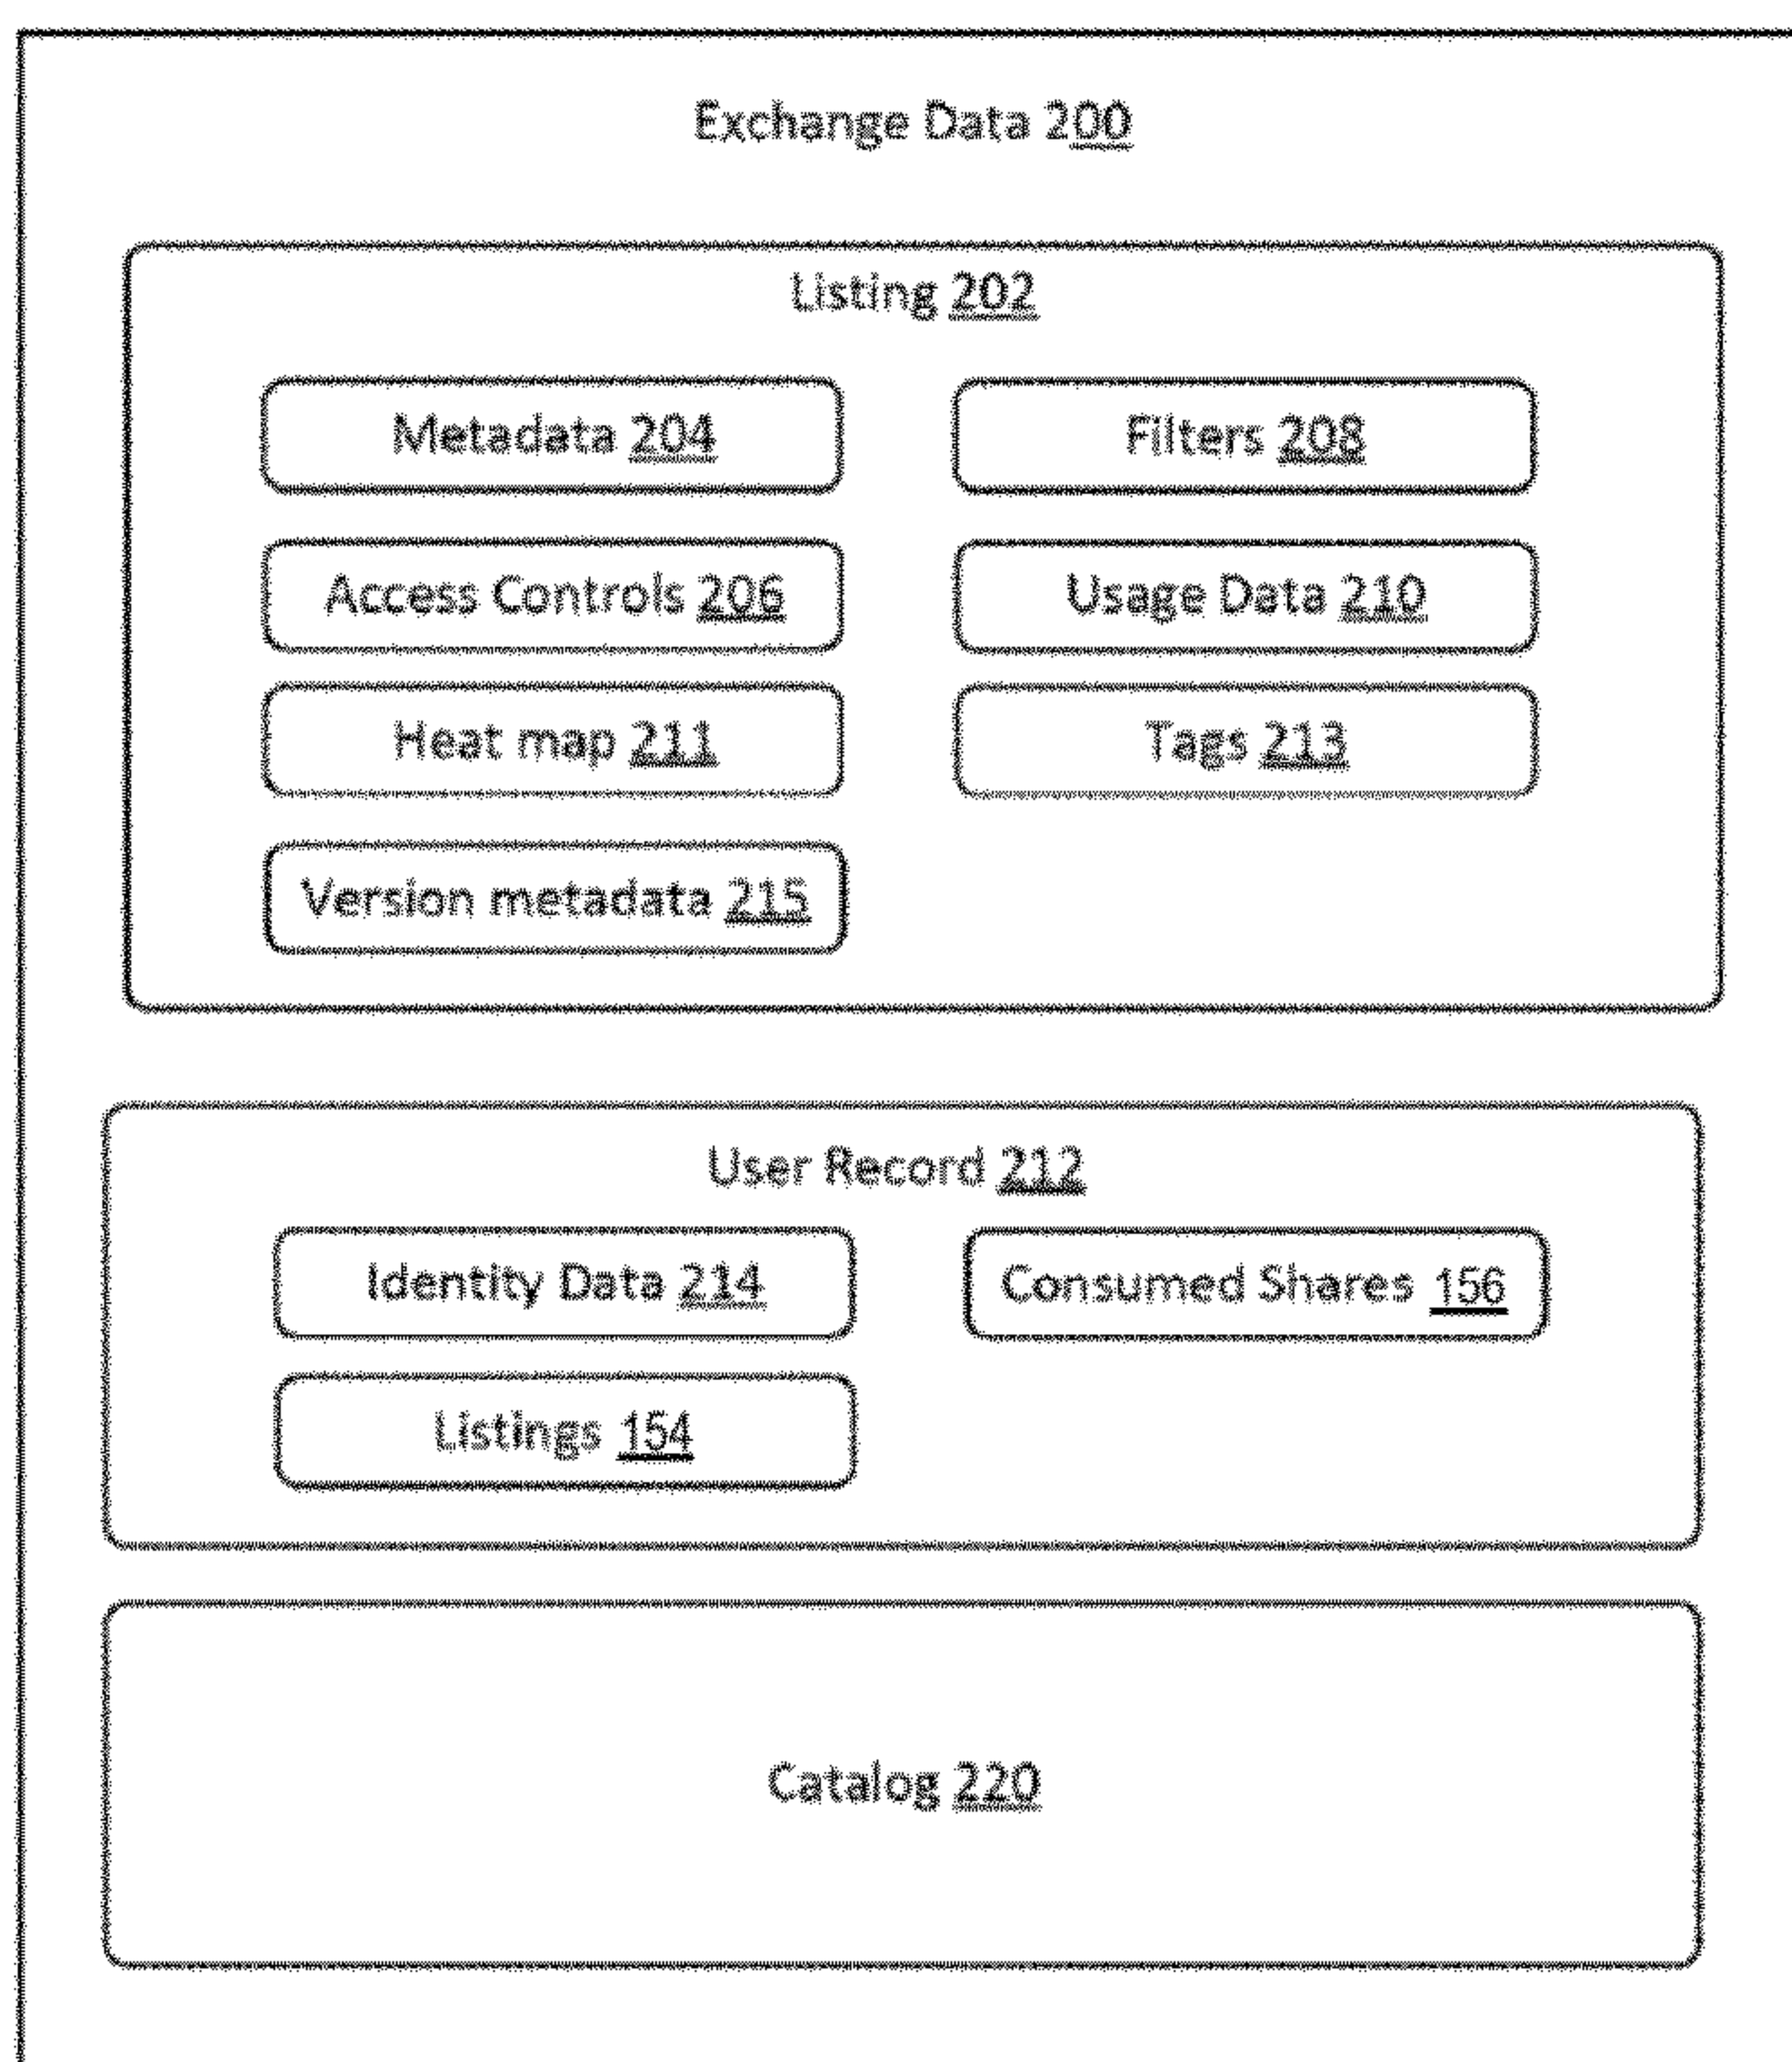 Exchange Data 200
Listing 202
Metadata 204
Filters 208
Access Controls 206
Usage Data 210
Heat map 211
Tags 213
Version metadata 215
User Record 212
Identity Data 214
Consumed Shares 156
Listings 154
Catalog 220